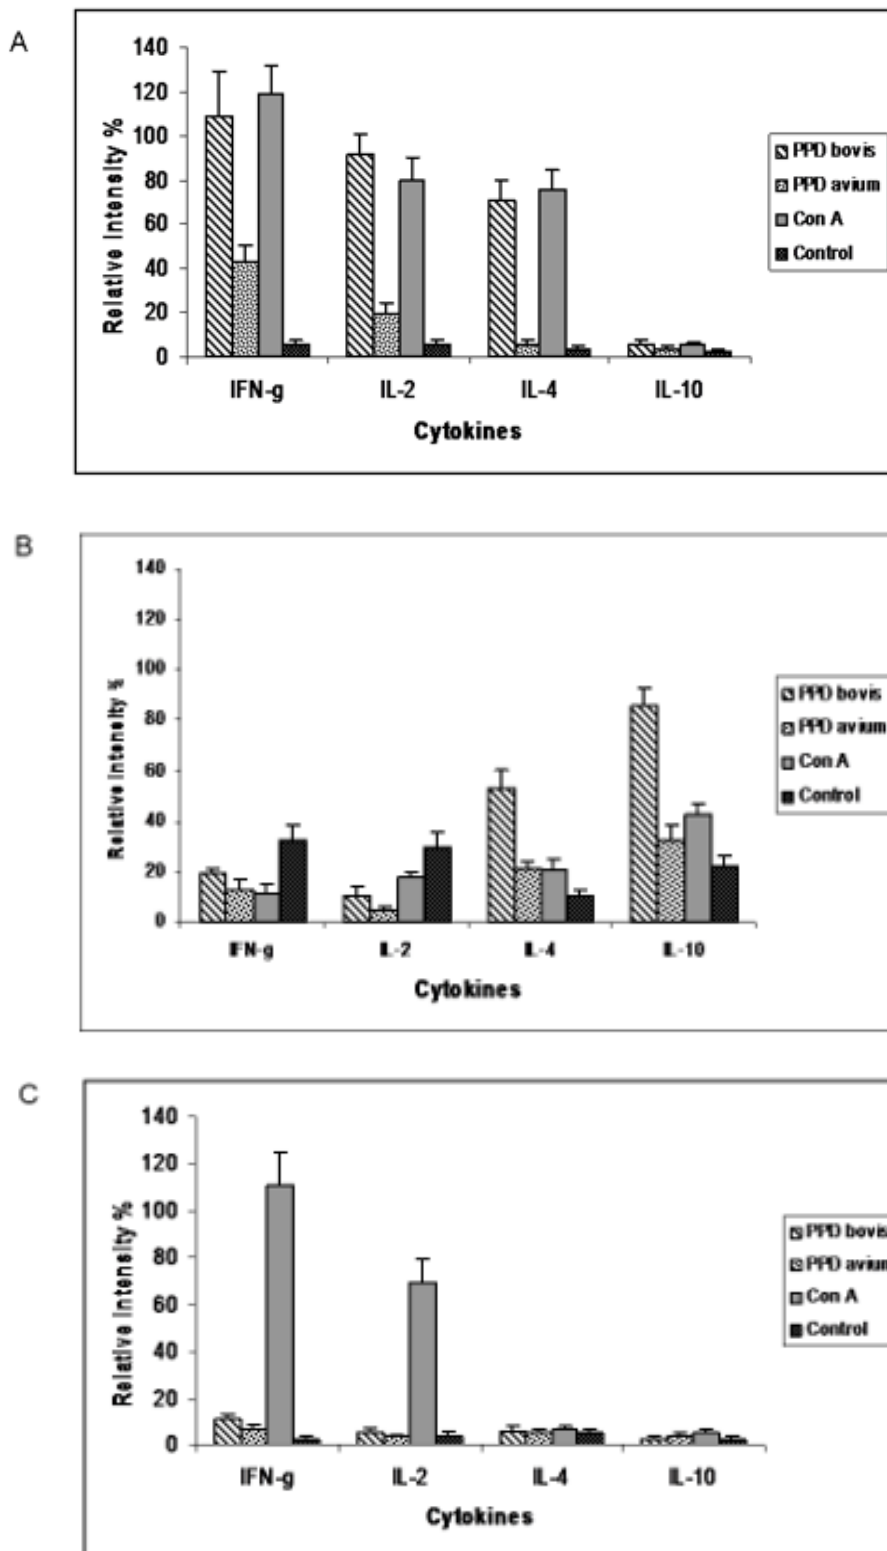 A
140
120
100
80
60
40
20
0
Relative Intensity %
IFN-g IL-2 IL-4 IL-10
Cytokines
PPD bovis
PPD avium
Con A
Control
B
140
120
100
80
60
40
20
0
Relative Intensity %
IFN-g IL-2 IL-4 IL-10
Cytokines
PPD bovis
PPD avium
Con A
Control
C
140
120
100
80
60
40
20
0
Relative Intensity %
IFN-g IL-2 IL-4 IL-10
Cytokines
PPD bovis
PPD avium
Con A
Control